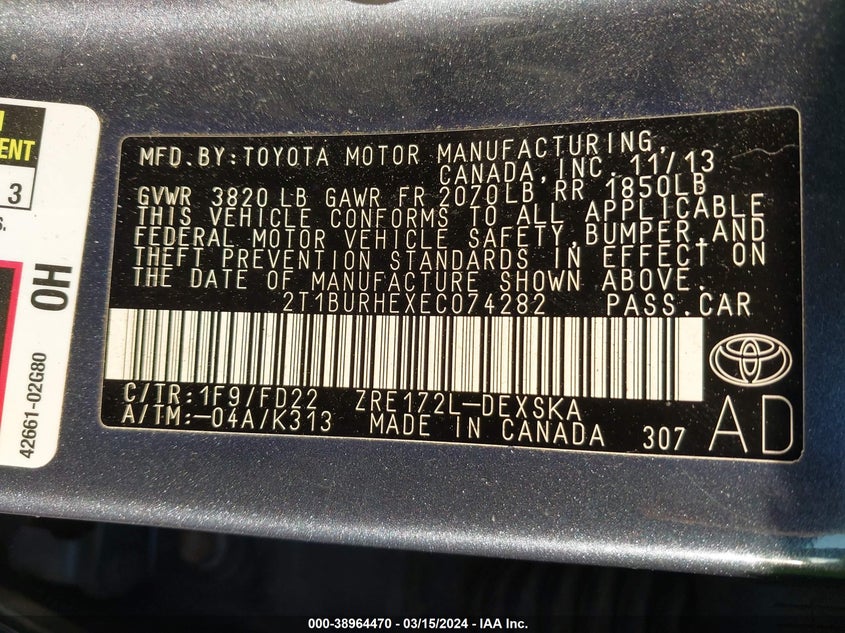 ENT
3
S.
OH
42661-02G80
MFD.BY:TOYOTA MOTOR MANUFACTURING,
CANADA,INC. 11/13
GVWR 3820 LB GAWR FR 2070LB RR 1850LB
THIS VEHICLE CONFORMS TO ALL APPLICABLE
FEDERAL MOTOR VEHICLE SAFETY,BUMPER,AND
THEFT PREVENTION STANDARDS IN EFFECT ON
THE DATE OF MANUFACTURE SHOWN ABOVE.
2T1BURHEXEC074282 PASS.CAR
C/TR:1F9/FD22 ZRE172L-DEXSKA
A/TM:-04A/K313 MADE IN CANADA 307 AD
000-38964470 - 03/15/2024 - IAA Inc.